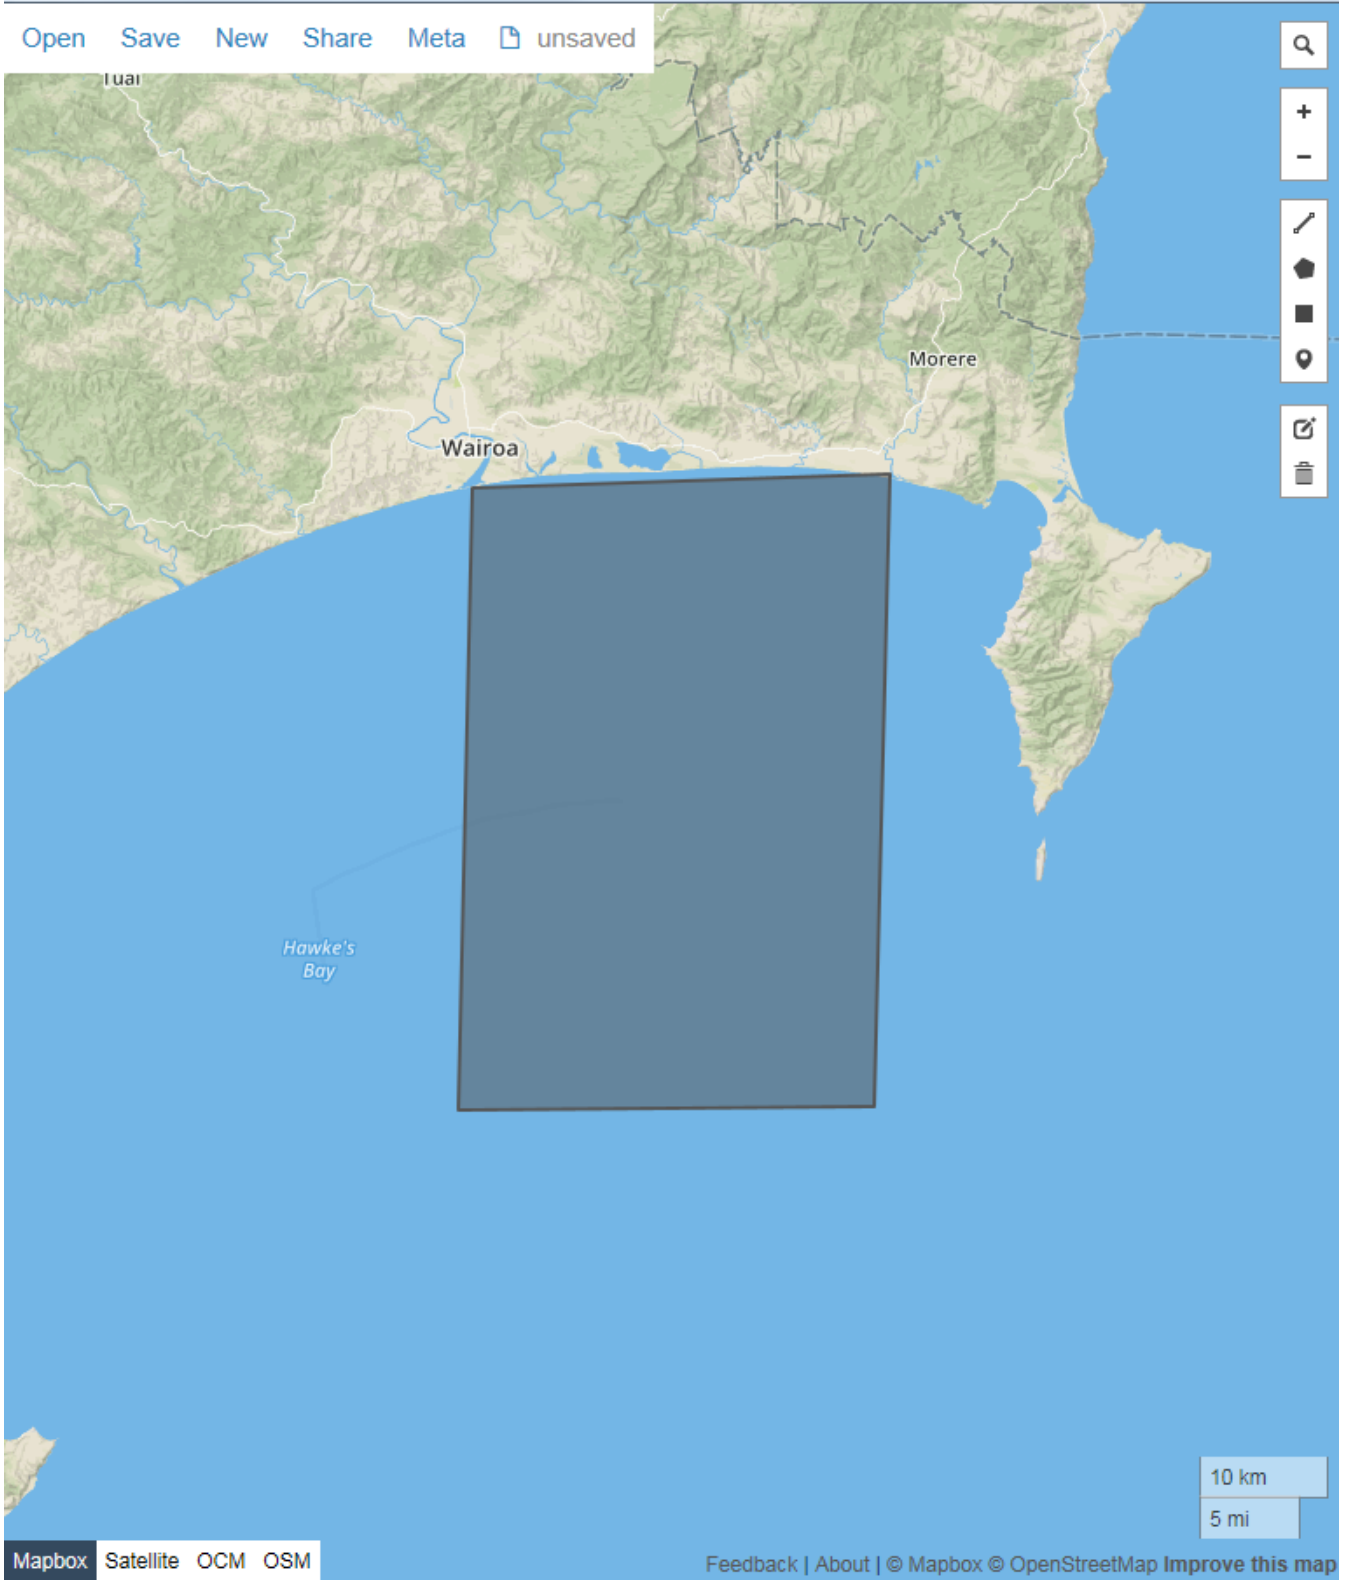 Open Save New Share Meta unsaved
Tuai
Morere
Wairoa
Hawke's
Bay
10 km
5 mi
Mapbox Satellite OCM OSM
Feedback | About | © Mapbox © OpenStreetMap Improve this map